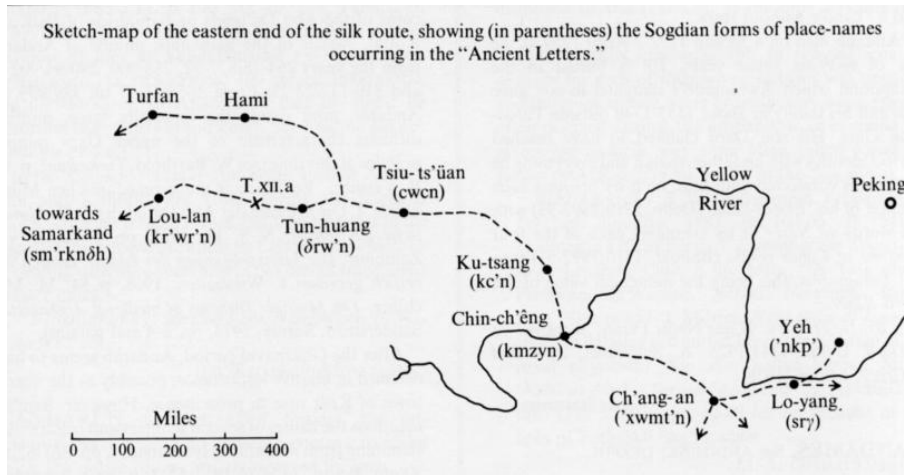 Sketch-map of the eastern end of the silk route, showing (in parentheses) the Sogdian forms of place-names
occurring in the “Ancient Letters.”
Turfan
Hami
T.XII.a
Tsiu-ts'üan
(cwcn)
Yellow
River
Peking
towards
Samarkand
(sm'rknδh)
Lou-lan
(kr'wr'n)
Tun-huang
(δrw'n)
Ku-tsang
(kc'n)
Chin-ch'êng
(kmzyn)
Yeh
('nkp')
Ch'ang-an
('xwmt'n)
Lo-yang
(srγ)
Miles
0 100 200 300 400